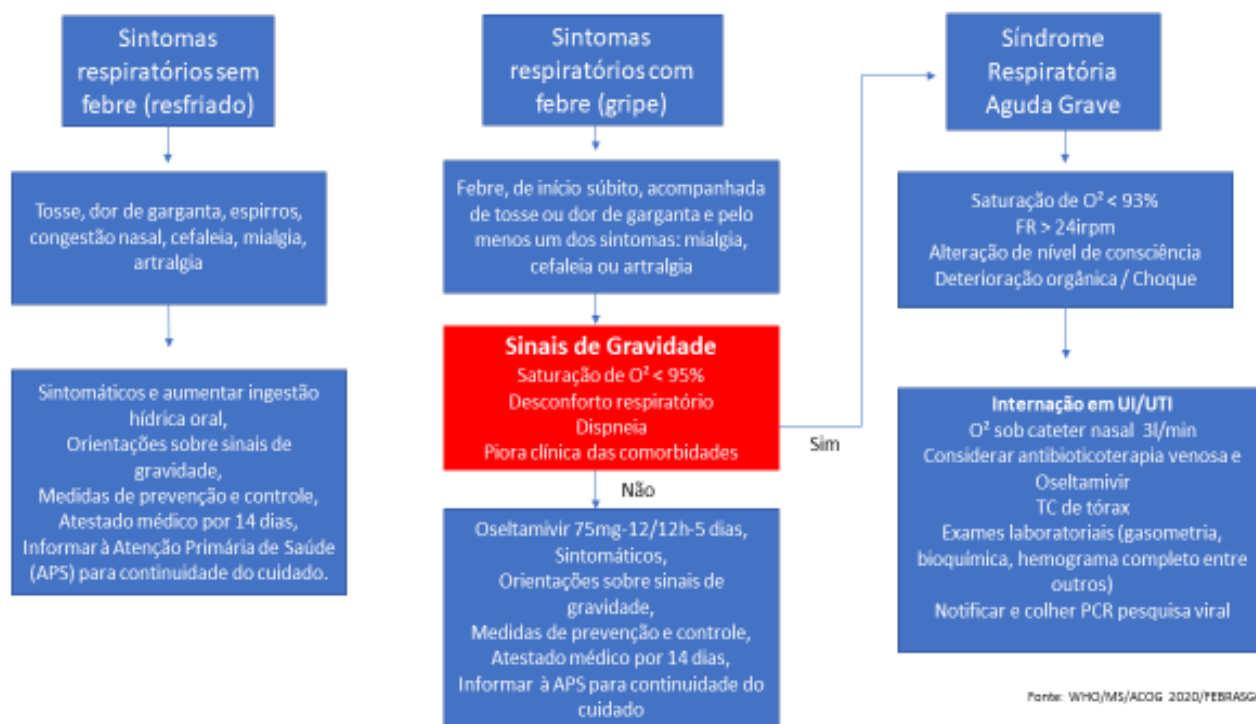 Sintomas
respiratórios sem
febre (resfriado)
Tosse, dor de garganta, espirros,
congestão nasal, cefaleia, mialgia,
artralgia
Sintomáticos e aumentar ingestão
hídrica oral,
Orientações sobre sinais de
gravidade,
Medidas de prevenção e controle,
Atestado médico por 14 dias,
Informar à Atenção Primária de Saúde
(APS) para continuidade do cuidado.
Sintomas
respiratórios com
febre (gripe)
Febre, de início súbito, acompanhada
de tosse ou dor de garganta e pelo
menos um dos sintomas: mialgia,
cefaleia ou artralgia
Sinais de Gravidade
Saturação de O² < 95%
Desconforto respiratório
Dispneia
Piora clínica das comorbidades
Sim
Não
Oseltamivir 75mg-12/12h-5 dias,
Sintomáticos,
Orientações sobre sinais de
gravidade,
Medidas de prevenção e controle,
Atestado médico por 14 dias,
Informar à APS para continuidade do
cuidado
Síndrome
Respiratória
Aguda Grave
Saturação de O² < 93%
FR > 24irpm
Alteração de nível de consciência
Deterioração orgânica / Choque
Internação em UI/UTI
O² sob cateter nasal 3l/min
Considerar antibioticoterapia venosa e
Oseltamivir
TC de tórax
Exames laboratoriais (gasometria,
bioquímica, hemograma completo entre
outros)
Notificar e colher PCR pesquisa viral
Fonte: WHO/MS/ACOG 2020/FEBRASG